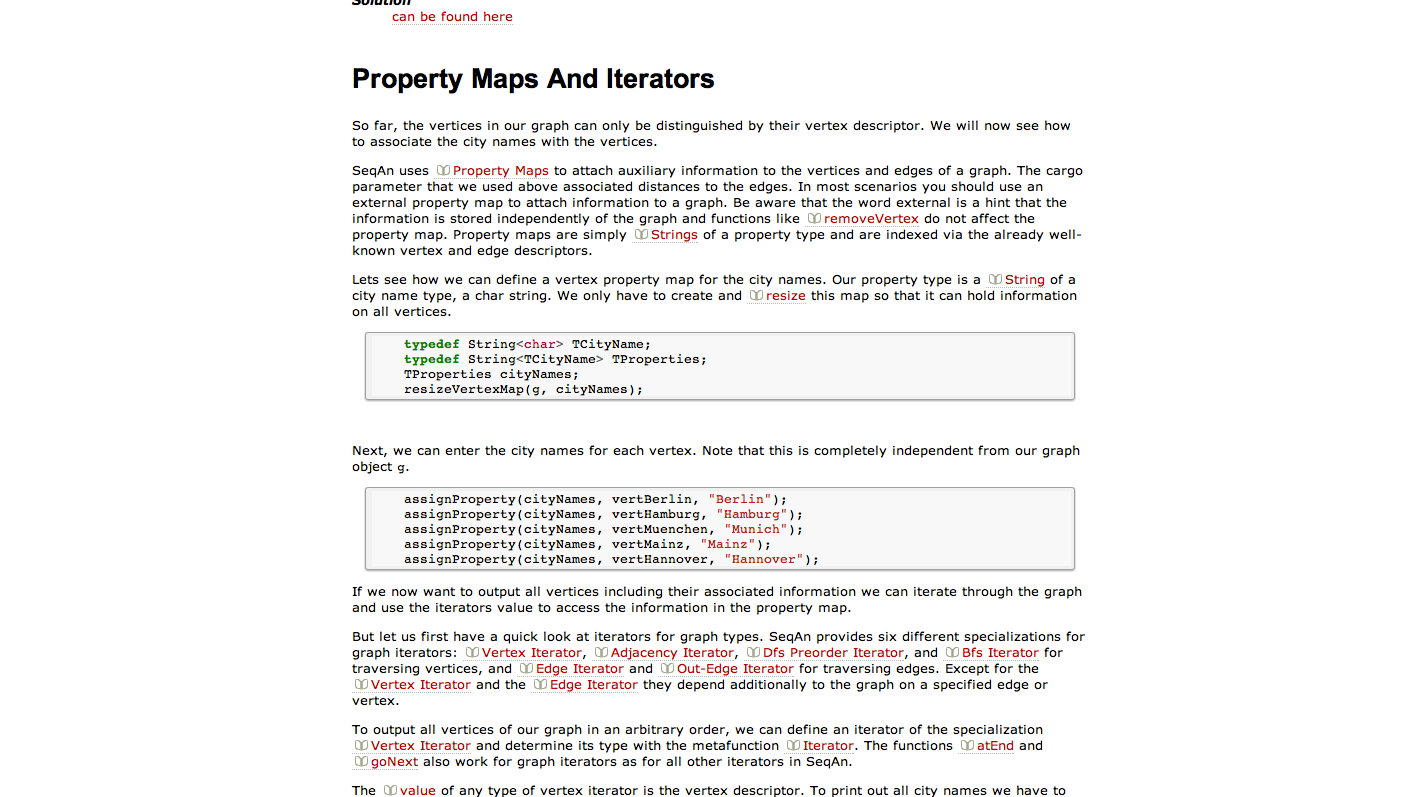 Solution
can be found here
Property Maps And Iterators
So far, the vertices in our graph can only be distinguished by their vertex descriptor. We will now see how
to associate the city names with the vertices.
SeqAn uses Property Maps to attach auxiliary information to the vertices and edges of a graph. The cargo
parameter that we used above associated distances to the edges. In most scenarios you should use an
external property map to attach information to a graph. Be aware that the word external is a hint that the
information is stored independently of the graph and functions like removeVertex do not affect the
property map. Property maps are simply Strings of a property type and are indexed via the already well-
known vertex and edge descriptors.
Lets see how we can define a vertex property map for the city names. Our property type is a String of a
city name type, a char string. We only have to create and resize this map so that it can hold information
on all vertices.
typedef String<char> TCityName;
typedef String<TCityName> TProperties;
TProperties cityNames;
resizeVertexMap(g, cityNames);
Next, we can enter the city names for each vertex. Note that this is completely independent from our graph
object g.
assignProperty(cityNames, vertBerlin, "Berlin");
assignProperty(cityNames, vertHamburg, "Hamburg");
assignProperty(cityNames, vertMuenchen, "Munich");
assignProperty(cityNames, vertMainz, "Mainz");
assignProperty(cityNames, vertHannover, "Hannover");
If we now want to output all vertices including their associated information we can iterate through the graph
and use the iterators value to access the information in the property map.
But let us first have a quick look at iterators for graph types. SeqAn provides six different specializations for
graph iterators: Vertex Iterator, Adjacency Iterator, Dfs Preorder Iterator, and Bfs Iterator for
traversing vertices, and Edge Iterator and Out-Edge Iterator for traversing edges. Except for the
Vertex Iterator and the Edge Iterator they depend additionally to the graph on a specified edge or
vertex.
To output all vertices of our graph in an arbitrary order, we can define an iterator of the specialization
Vertex Iterator and determine its type with the metafunction Iterator. The functions atEnd and
goNext also work for graph iterators as for all other iterators in SeqAn.
The value of any type of vertex iterator is the vertex descriptor. To print out all city names we have to